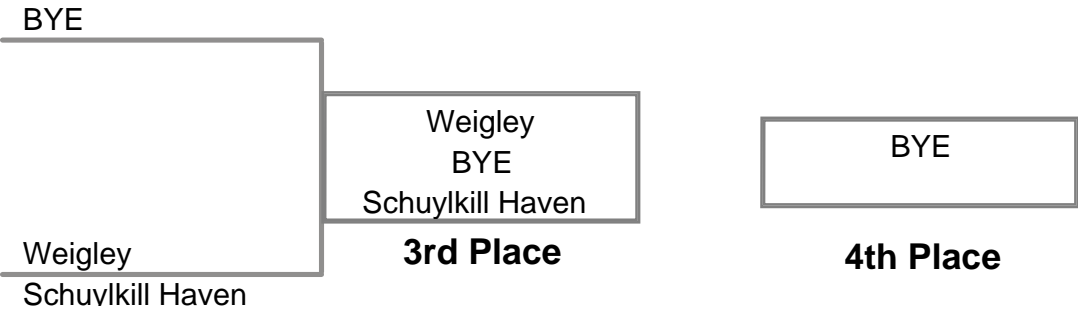 BYE
Weigley
BYE
Schuylkill Haven
BYE
3rd Place
4th Place
Weigley
Schuylkill Haven